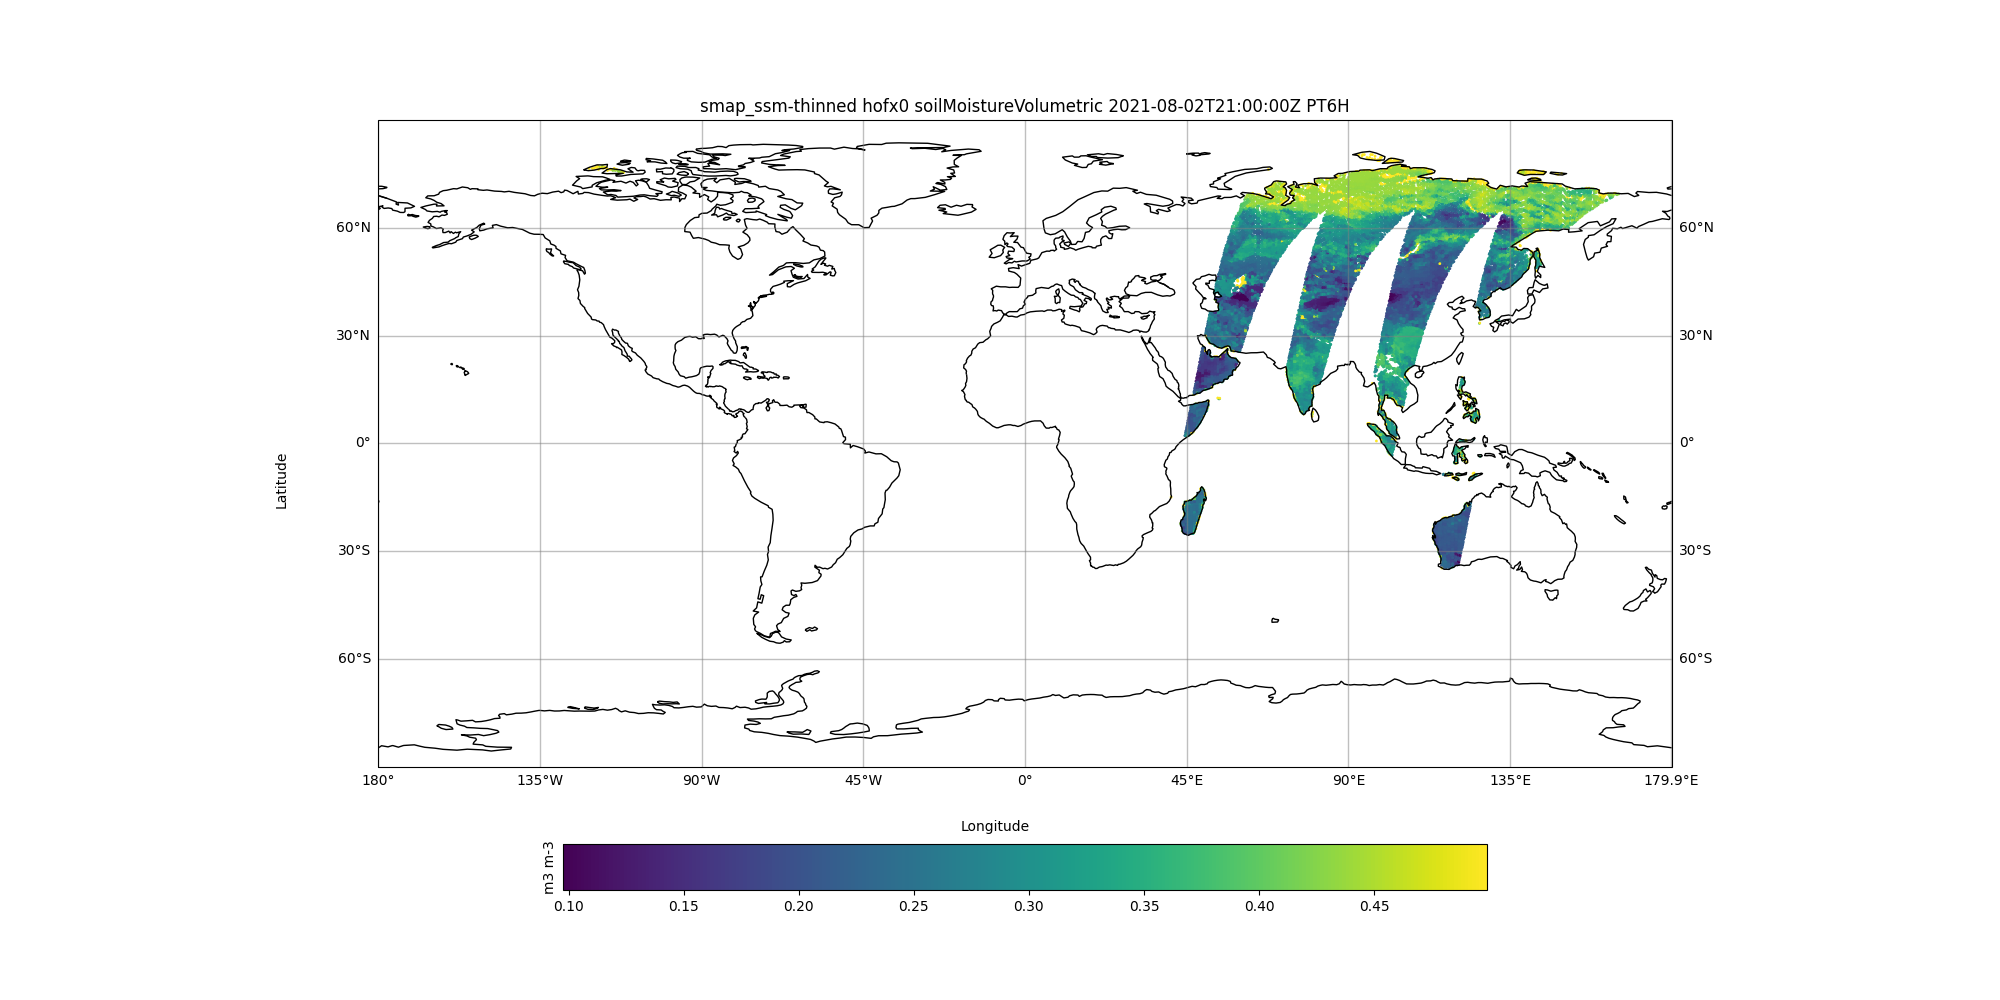 smap_ssm-thinned hofx0 soilMoistureVolumetric 2021-08-02T21:00:00Z PT6H
60°N 60°N
30°N 30°N
0° 0°
Latitude
30°S 30°S
60°S 60°S
180° 135°W 90°W 45°W 0° 45°E 90°E 135°E 179.9°E
Longitude
m3 m-3
0.10 0.15 0.20 0.25 0.30 0.35 0.40 0.45